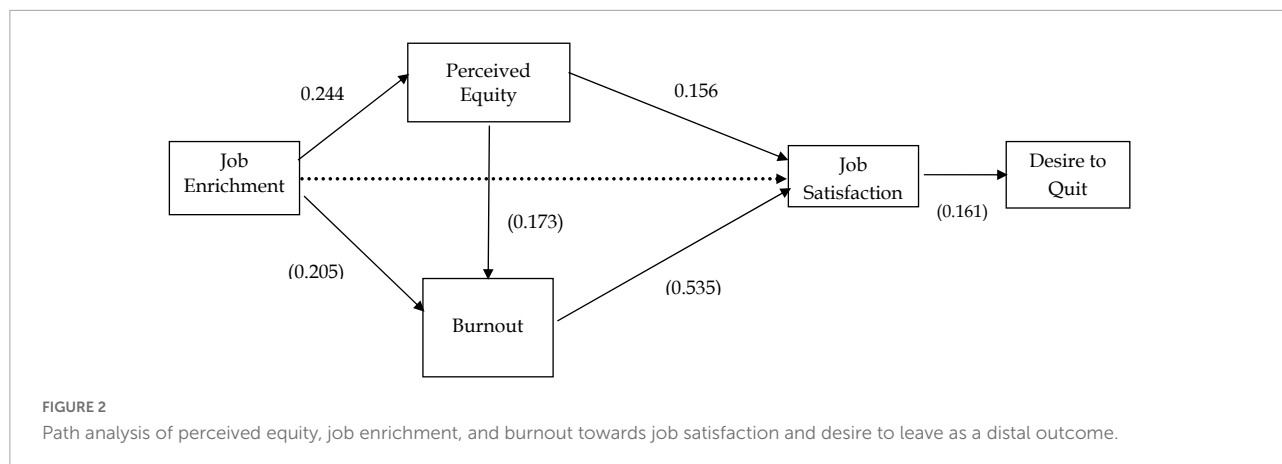 Perceived
Equity
0.244
0.156
Job
Enrichment
Job
Satisfaction
Desire to
Quit
(0.173)
(0.161)
(0.205)
(0.535)
Burnout
FIGURE 2
Path analysis of perceived equity, job enrichment, and burnout towards job satisfaction and desire to leave as a distal outcome.